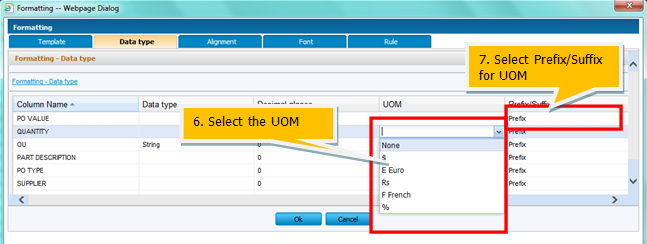 Formatting -- Webpage Dialog
Formatting
Template Data type Alignment Font Rule
Formatting - Data type
7. Select Prefix/Suffix
for UOM
Formatting - Data type
Column Name Data type Decimal places UOM Prefix/Suffix
PO VALUE Prefix
6. Select the UOM
QUANTITY Prefix
OU String 0 None Prefix
PART DESCRIPTION 0 $ Prefix
PO TYPE 0 E Euro Prefix
SUPPLIER 0 Rs Prefix
F French
%
Ok Cancel